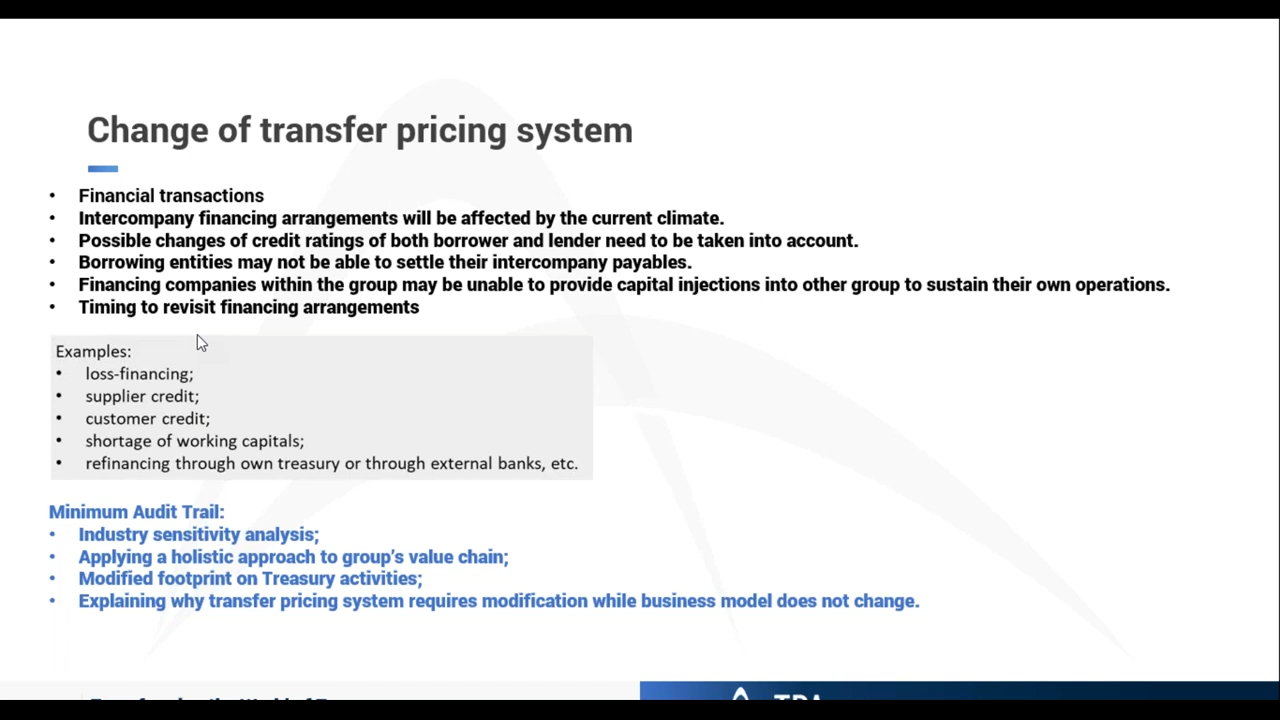 Change of transfer pricing system
• Financial transactions
• Intercompany financing arrangements will be affected by the current climate.
• Possible changes of credit ratings of both borrower and lender need to be taken into account.
• Borrowing entities may not be able to settle their intercompany payables.
• Financing companies within the group may be unable to provide capital injections into other group to sustain their own operations.
• Timing to revisit financing arrangements
Examples:
• loss-financing;
• supplier credit;
• customer credit;
• shortage of working capitals;
• refinancing through own treasury or through external banks, etc.
Minimum Audit Trail:
• Industry sensitivity analysis;
• Applying a holistic approach to group's value chain;
• Modified footprint on Treasury activities;
• Explaining why transfer pricing system requires modification while business model does not change.